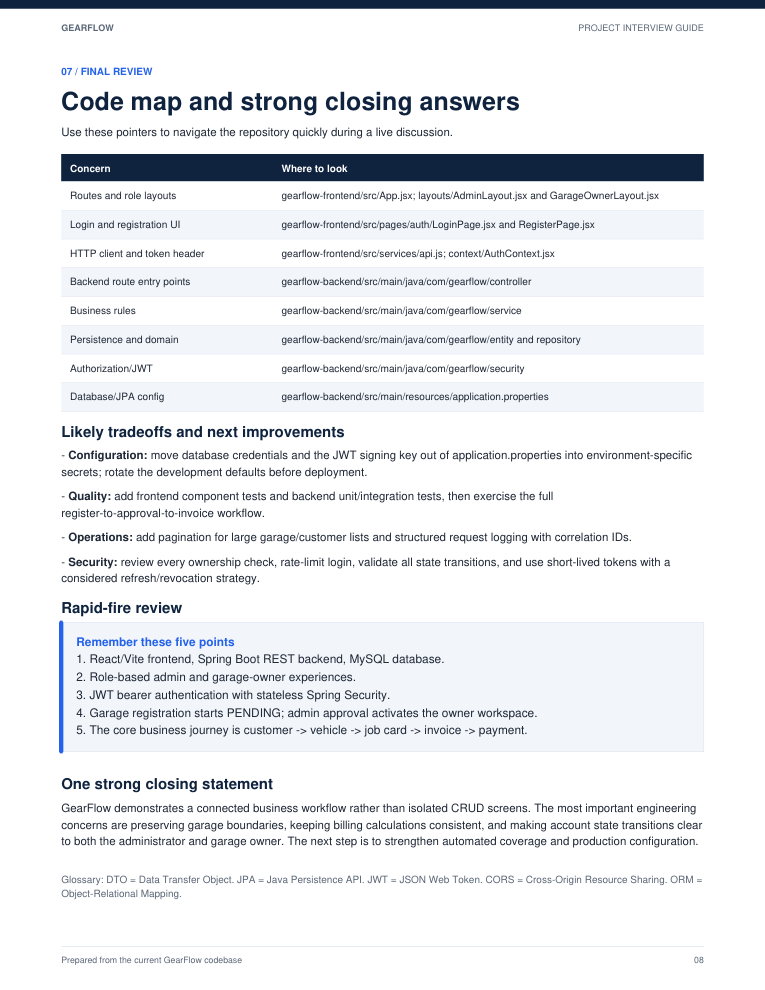 GEARFLOW
PROJECT INTERVIEW GUIDE
07 / FINAL REVIEW
Code map and strong closing answers
Use these pointers to navigate the repository quickly during a live discussion.
Concern Where to look
Routes and role layouts gearflow-frontend/src/App.jsx; layouts/AdminLayout.jsx and GarageOwnerLayout.jsx
Login and registration UI gearflow-frontend/src/pages/auth/LoginPage.jsx and RegisterPage.jsx
HTTP client and token header gearflow-frontend/src/services/api.js; context/AuthContext.jsx
Backend route entry points gearflow-backend/src/main/java/com/gearflow/controller
Business rules gearflow-backend/src/main/java/com/gearflow/service
Persistence and domain gearflow-backend/src/main/java/com/gearflow/entity and repository
Authorization/JWT gearflow-backend/src/main/java/com/gearflow/security
Database/JPA config gearflow-backend/src/main/resources/application.properties
Likely tradeoffs and next improvements
- Configuration: move database credentials and the JWT signing key out of application.properties into environment-specific
secrets; rotate the development defaults before deployment.
- Quality: add frontend component tests and backend unit/integration tests, then exercise the full
register-to-approval-to-invoice workflow.
- Operations: add pagination for large garage/customer lists and structured request logging with correlation IDs.
- Security: review every ownership check, rate-limit login, validate all state transitions, and use short-lived tokens with a
considered refresh/revocation strategy.
Rapid-fire review
Remember these five points
1. React/Vite frontend, Spring Boot REST backend, MySQL database.
2. Role-based admin and garage-owner experiences.
3. JWT bearer authentication with stateless Spring Security.
4. Garage registration starts PENDING; admin approval activates the owner workspace.
5. The core business journey is customer -> vehicle -> job card -> invoice -> payment.
One strong closing statement
GearFlow demonstrates a connected business workflow rather than isolated CRUD screens. The most important engineering
concerns are preserving garage boundaries, keeping billing calculations consistent, and making account state transitions clear
to both the administrator and garage owner. The next step is to strengthen automated coverage and production configuration.
Glossary: DTO = Data Transfer Object. JPA = Java Persistence API. JWT = JSON Web Token. CORS = Cross-Origin Resource Sharing. ORM =
Object-Relational Mapping.
Prepared from the current GearFlow codebase
08